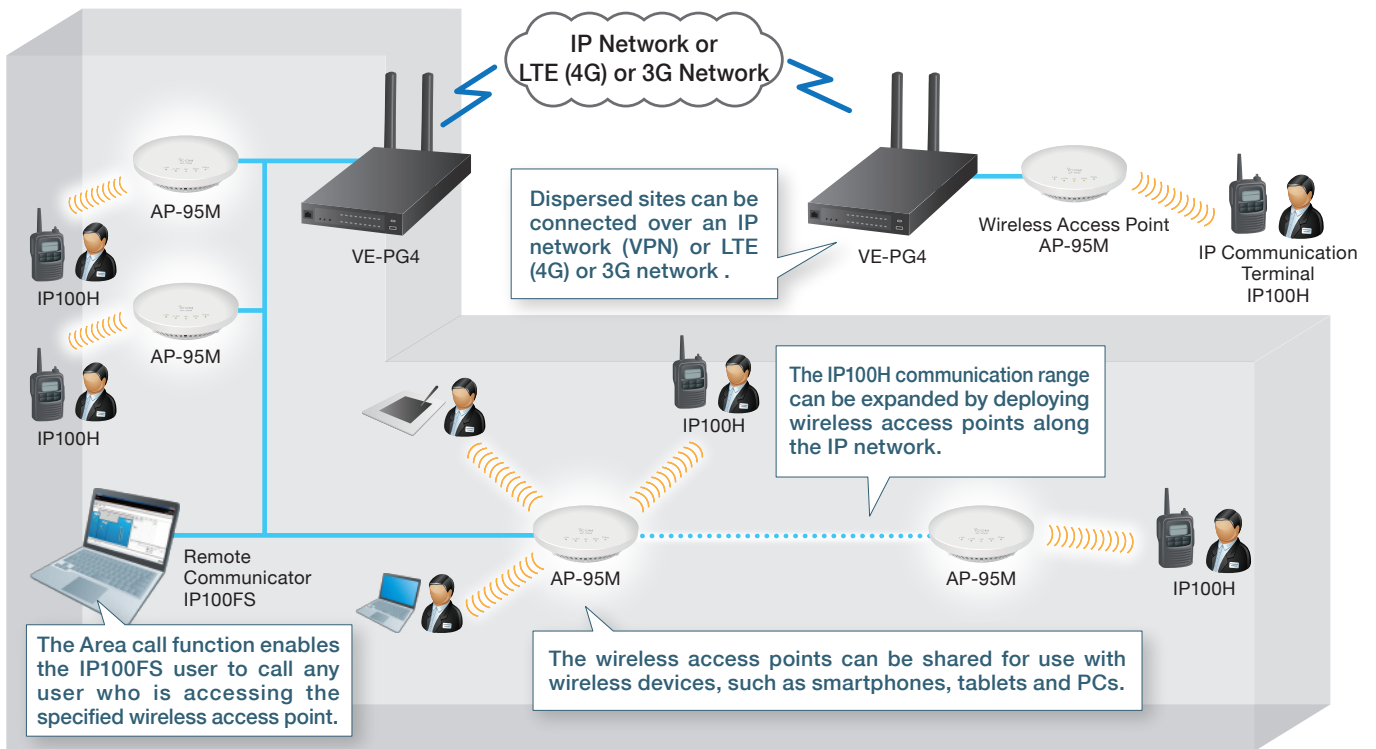 IP Network or
LTE (4G) or 3G Network
AP-95M
VE-PG4
IP100H
AP-95M
IP100H
Dispersed sites can be
connected over an IP
network (VPN) or LTE
(4G) or 3G network .
VE-PG4
Wireless Access Point
AP-95M
IP Communication
Terminal
IP100H
IP100H
The IP100H communication range
can be expanded by deploying
wireless access points along
the IP network.
Remote
Communicator
IP100FS
AP-95M
AP-95M
IP100H
The Area call function enables
the IP100FS user to call any
user who is accessing the
specified wireless access point.
The wireless access points can be shared for use with
wireless devices, such as smartphones, tablets and PCs.